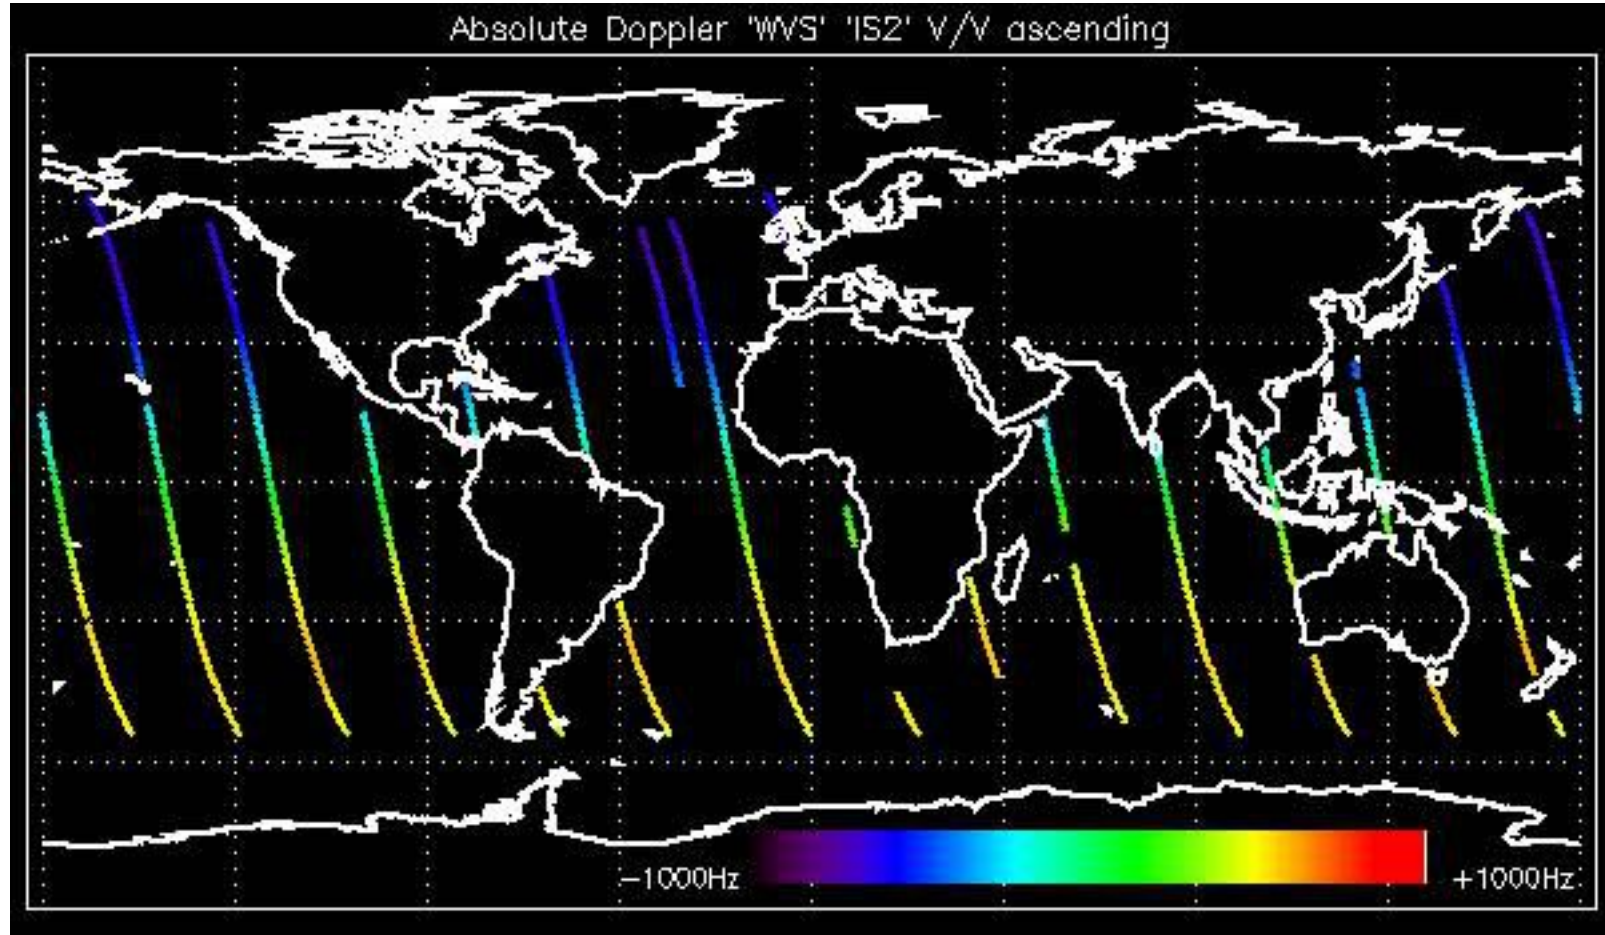 Absolute Doppler 'WVS' 'IS2' V/V ascending
-1000Hz
+1000Hz